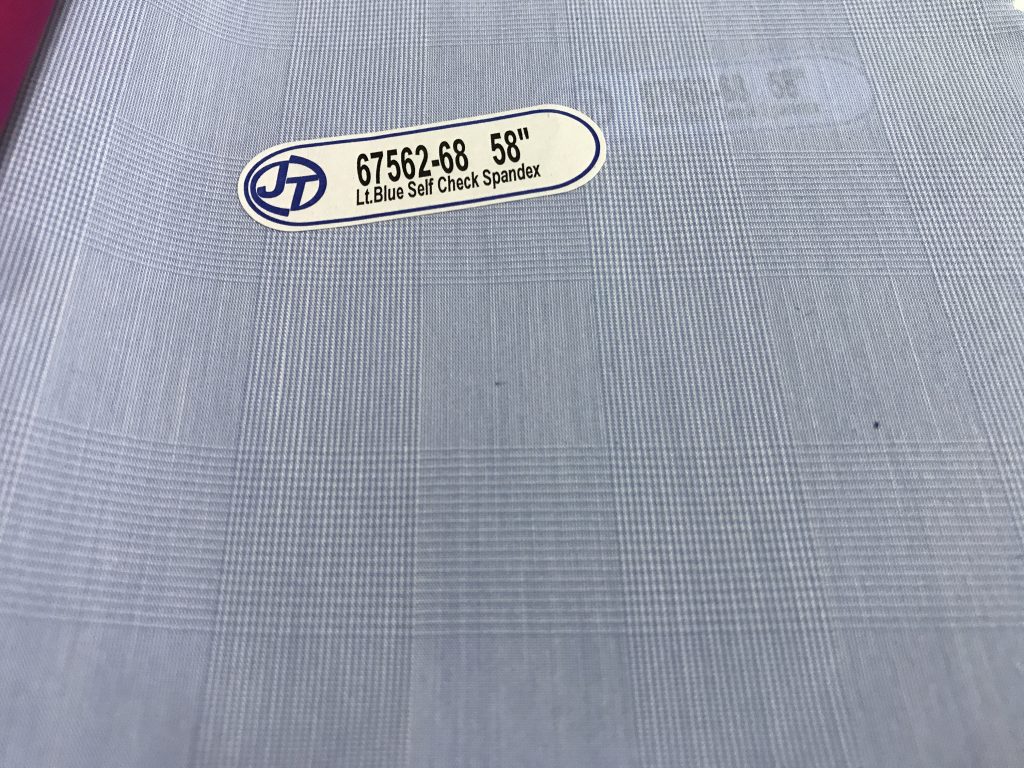 JT
67562-68 58"
Lt.Blue Self Check Spandex